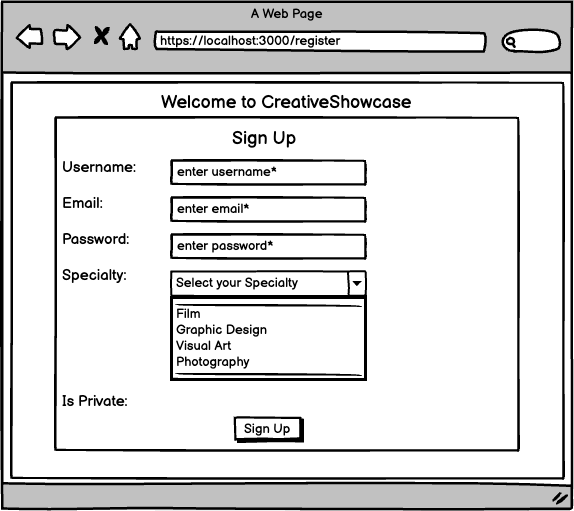 A Web Page
https://localhost:3000/register
Welcome to CreativeShowcase
Sign Up
Username: enter username*
Email: enter email*
Password: enter password*
Specialty: Select your Specialty
Film
Graphic Design
Visual Art
Photography
Is Private:
Sign Up